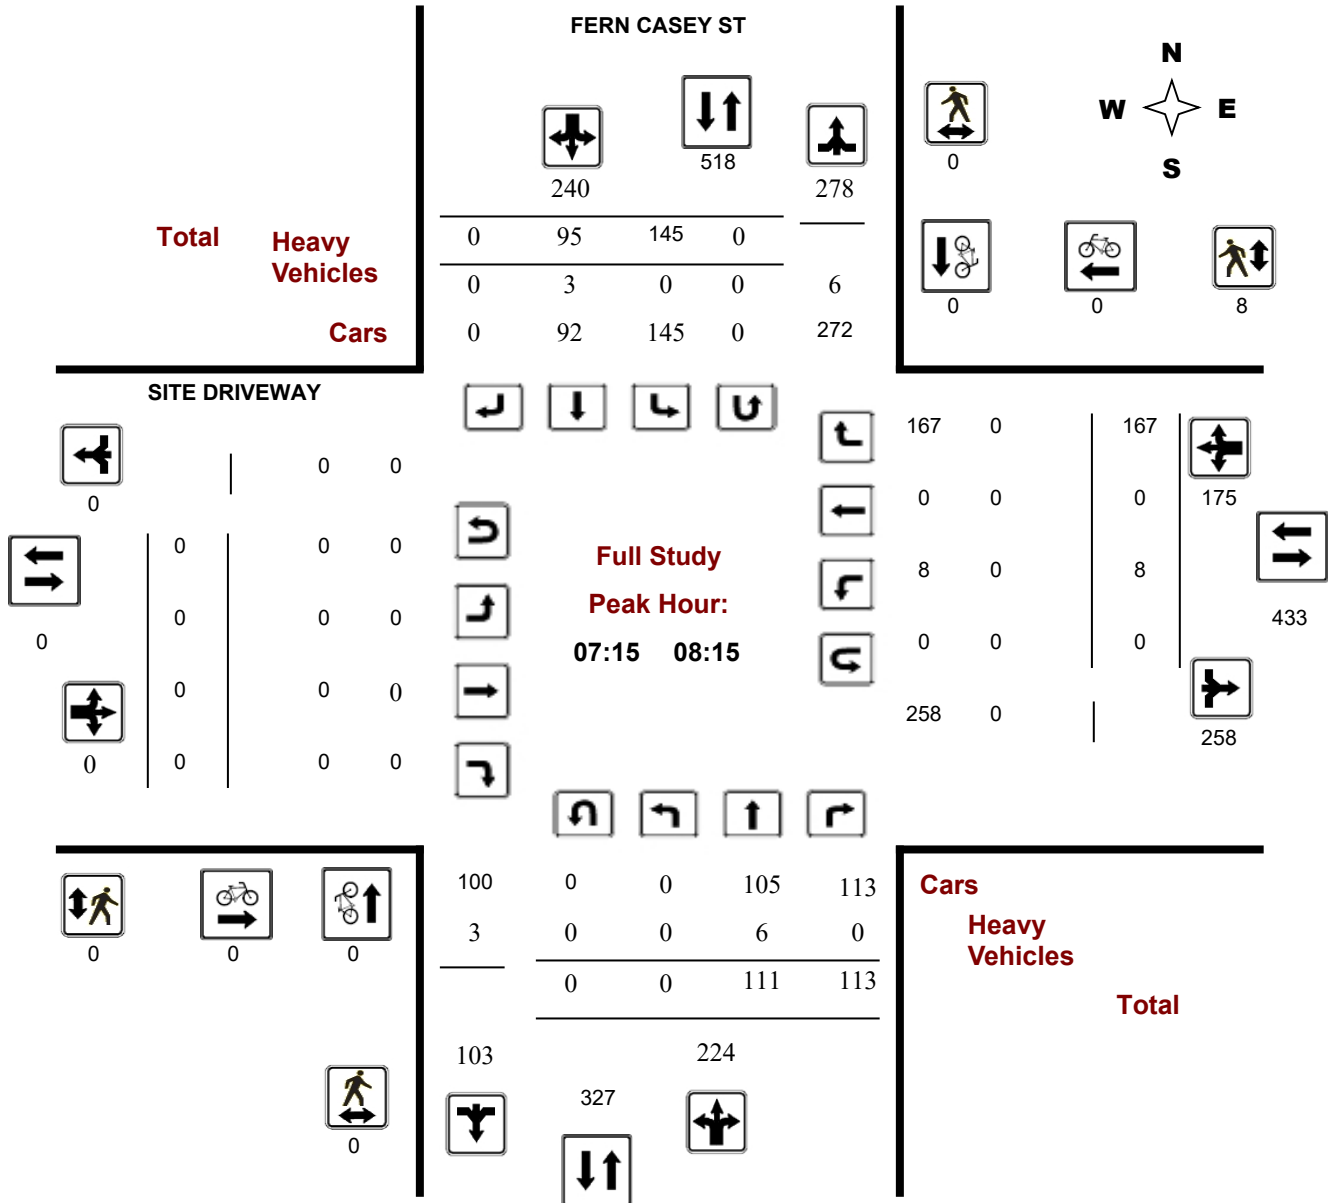 FERN CASEY ST
N
W E
S
518
0
240
278
Total
Heavy
Vehicles
Cars
0 95 145 0
0 3 0 0 6
0 92 145 0 272
0 0 8
SITE DRIVEWAY
0
0 0
0 0 0
0 0 0
0 0 0
0 0 0
0
0
Full Study
Peak Hour:
07:15 08:15
167 0 167
0 0 0
8 0 8
0 0 0
258 0
175
433
258
0 0 0
0
100 0 0 105 113
3 0 0 6 0
0 0 111 113
103 224
327
Cars
Heavy
Vehicles
Total